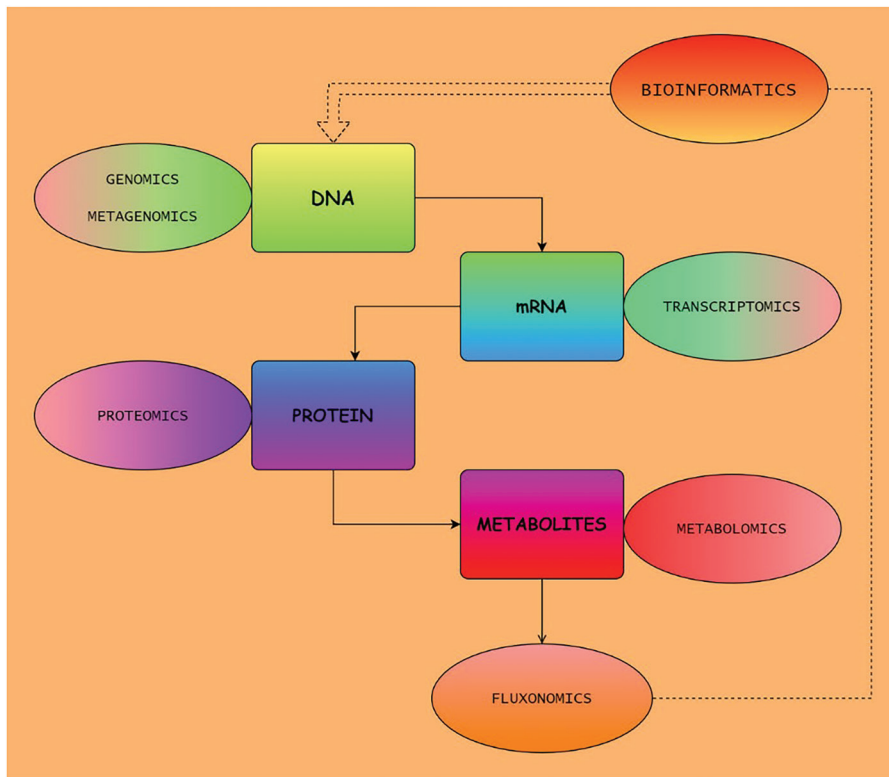 BIOINFORMATICS
GENOMICS
METAGENOMICS
DNA
mRNA
TRANSCRIPTOMICS
PROTEOMICS
PROTEIN
METABOLITES
METABOLOMICS
FLUXONOMICS